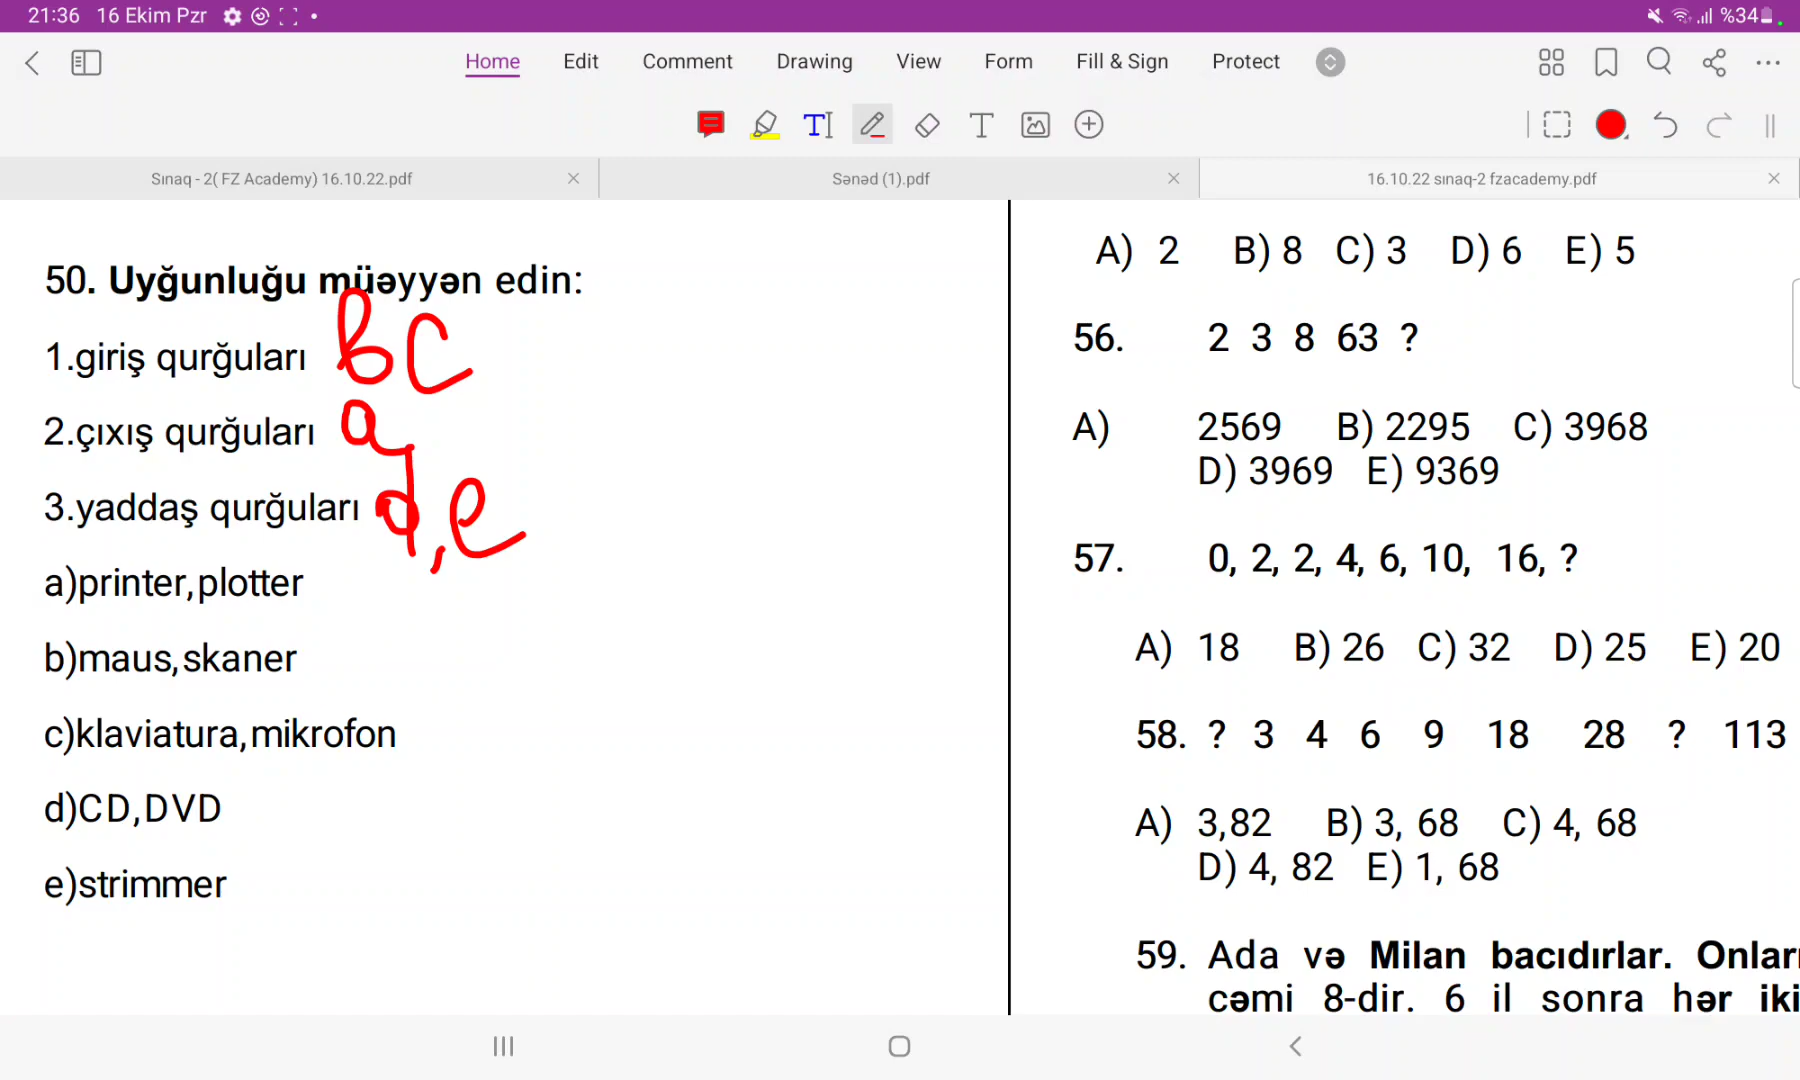 21:36 16 Ekim Pzr %34
Home Edit Comment Drawing View Form Fill & Sign Protect
Sınaq - 2( FZ Academy) 16.10.22.pdf Sənəd (1).pdf 16.10.22 sınaq-2 fzacademy.pdf
50. Uyğunluğu müəyyən edin:
1.giriş qurğuları B C
2.çıxış qurğuları a
3.yaddaş qurğuları d,e
a)printer,plotter
b)maus,skaner
c)klaviatura,mikrofon
d)CD,DVD
e)strimmer
A) 2 B) 8 C) 3 D) 6 E) 5
56. 2 3 8 63 ?
A) 2569 B) 2295 C) 3968
D) 3969 E) 9369
57. 0, 2, 2, 4, 6, 10, 16, ?
A) 18 B) 26 C) 32 D) 25 E) 20
58. ? 3 4 6 9 18 28 ? 113
A) 3,82 B) 3, 68 C) 4, 68
D) 4, 82 E) 1, 68
59. Ada və Milan bacıdırlar. Onları
cəmi 8-dir. 6 il sonra hər iki